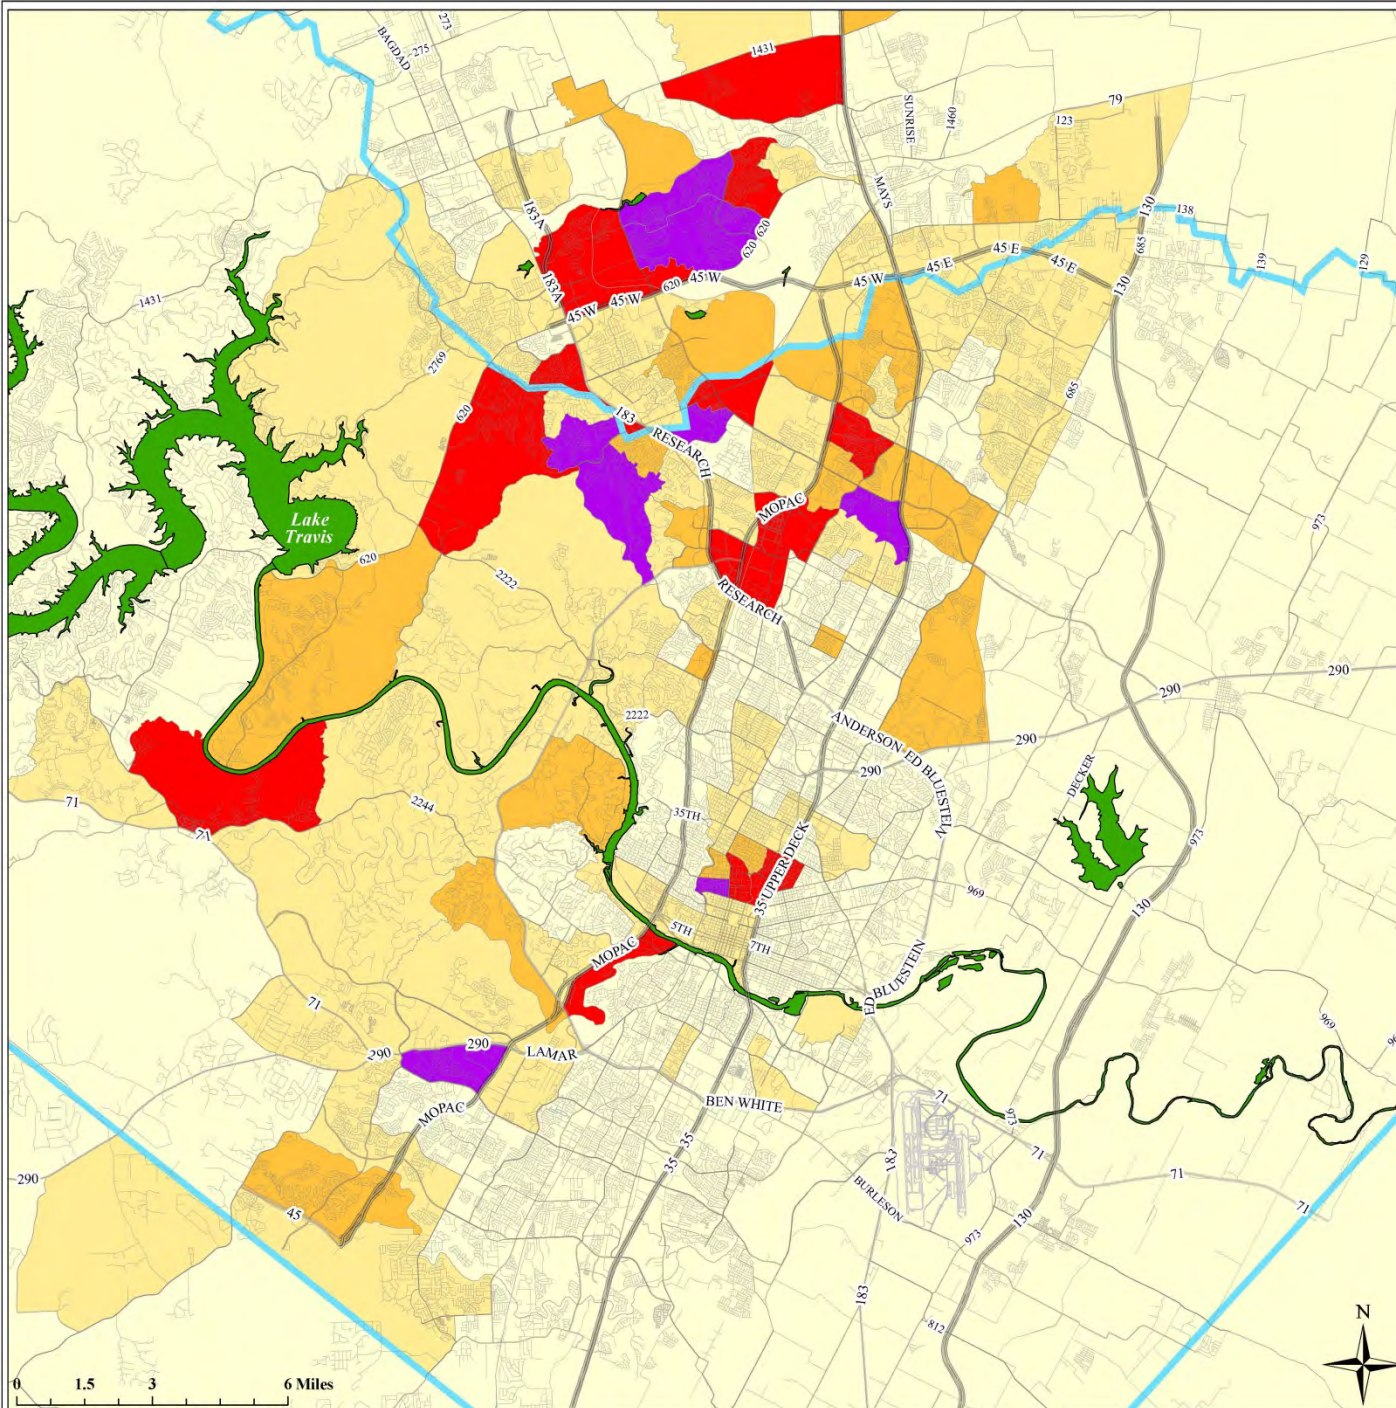 273
BAGDAD
275
1431
79
SUNRISE
1460
123
MAYS
183A
620
620
130
138
685
45 E
45 E
45 E
139
129
183A
45 W
620
45 W
45 W
45 W
130
1431
2769
685
620
183
RESEARCH
MOPAC
973
Lake
Travis
620
2222
RESEARCH
290
290
2222
ANDERSON
ED BLUESTEIN
290
290
DECKER
71
71
2244
35TH
35 UPPER DECK
973
969
130
5TH
7TH
MOPAC
ED BLUESTEIN
71
290
290
LAMAR
969
MOPAC
BEN WHITE
71
973
35
35
183
71
71
71
290
45
BURLESON
130
973
183
812
N
0 1.5 3 6 Miles